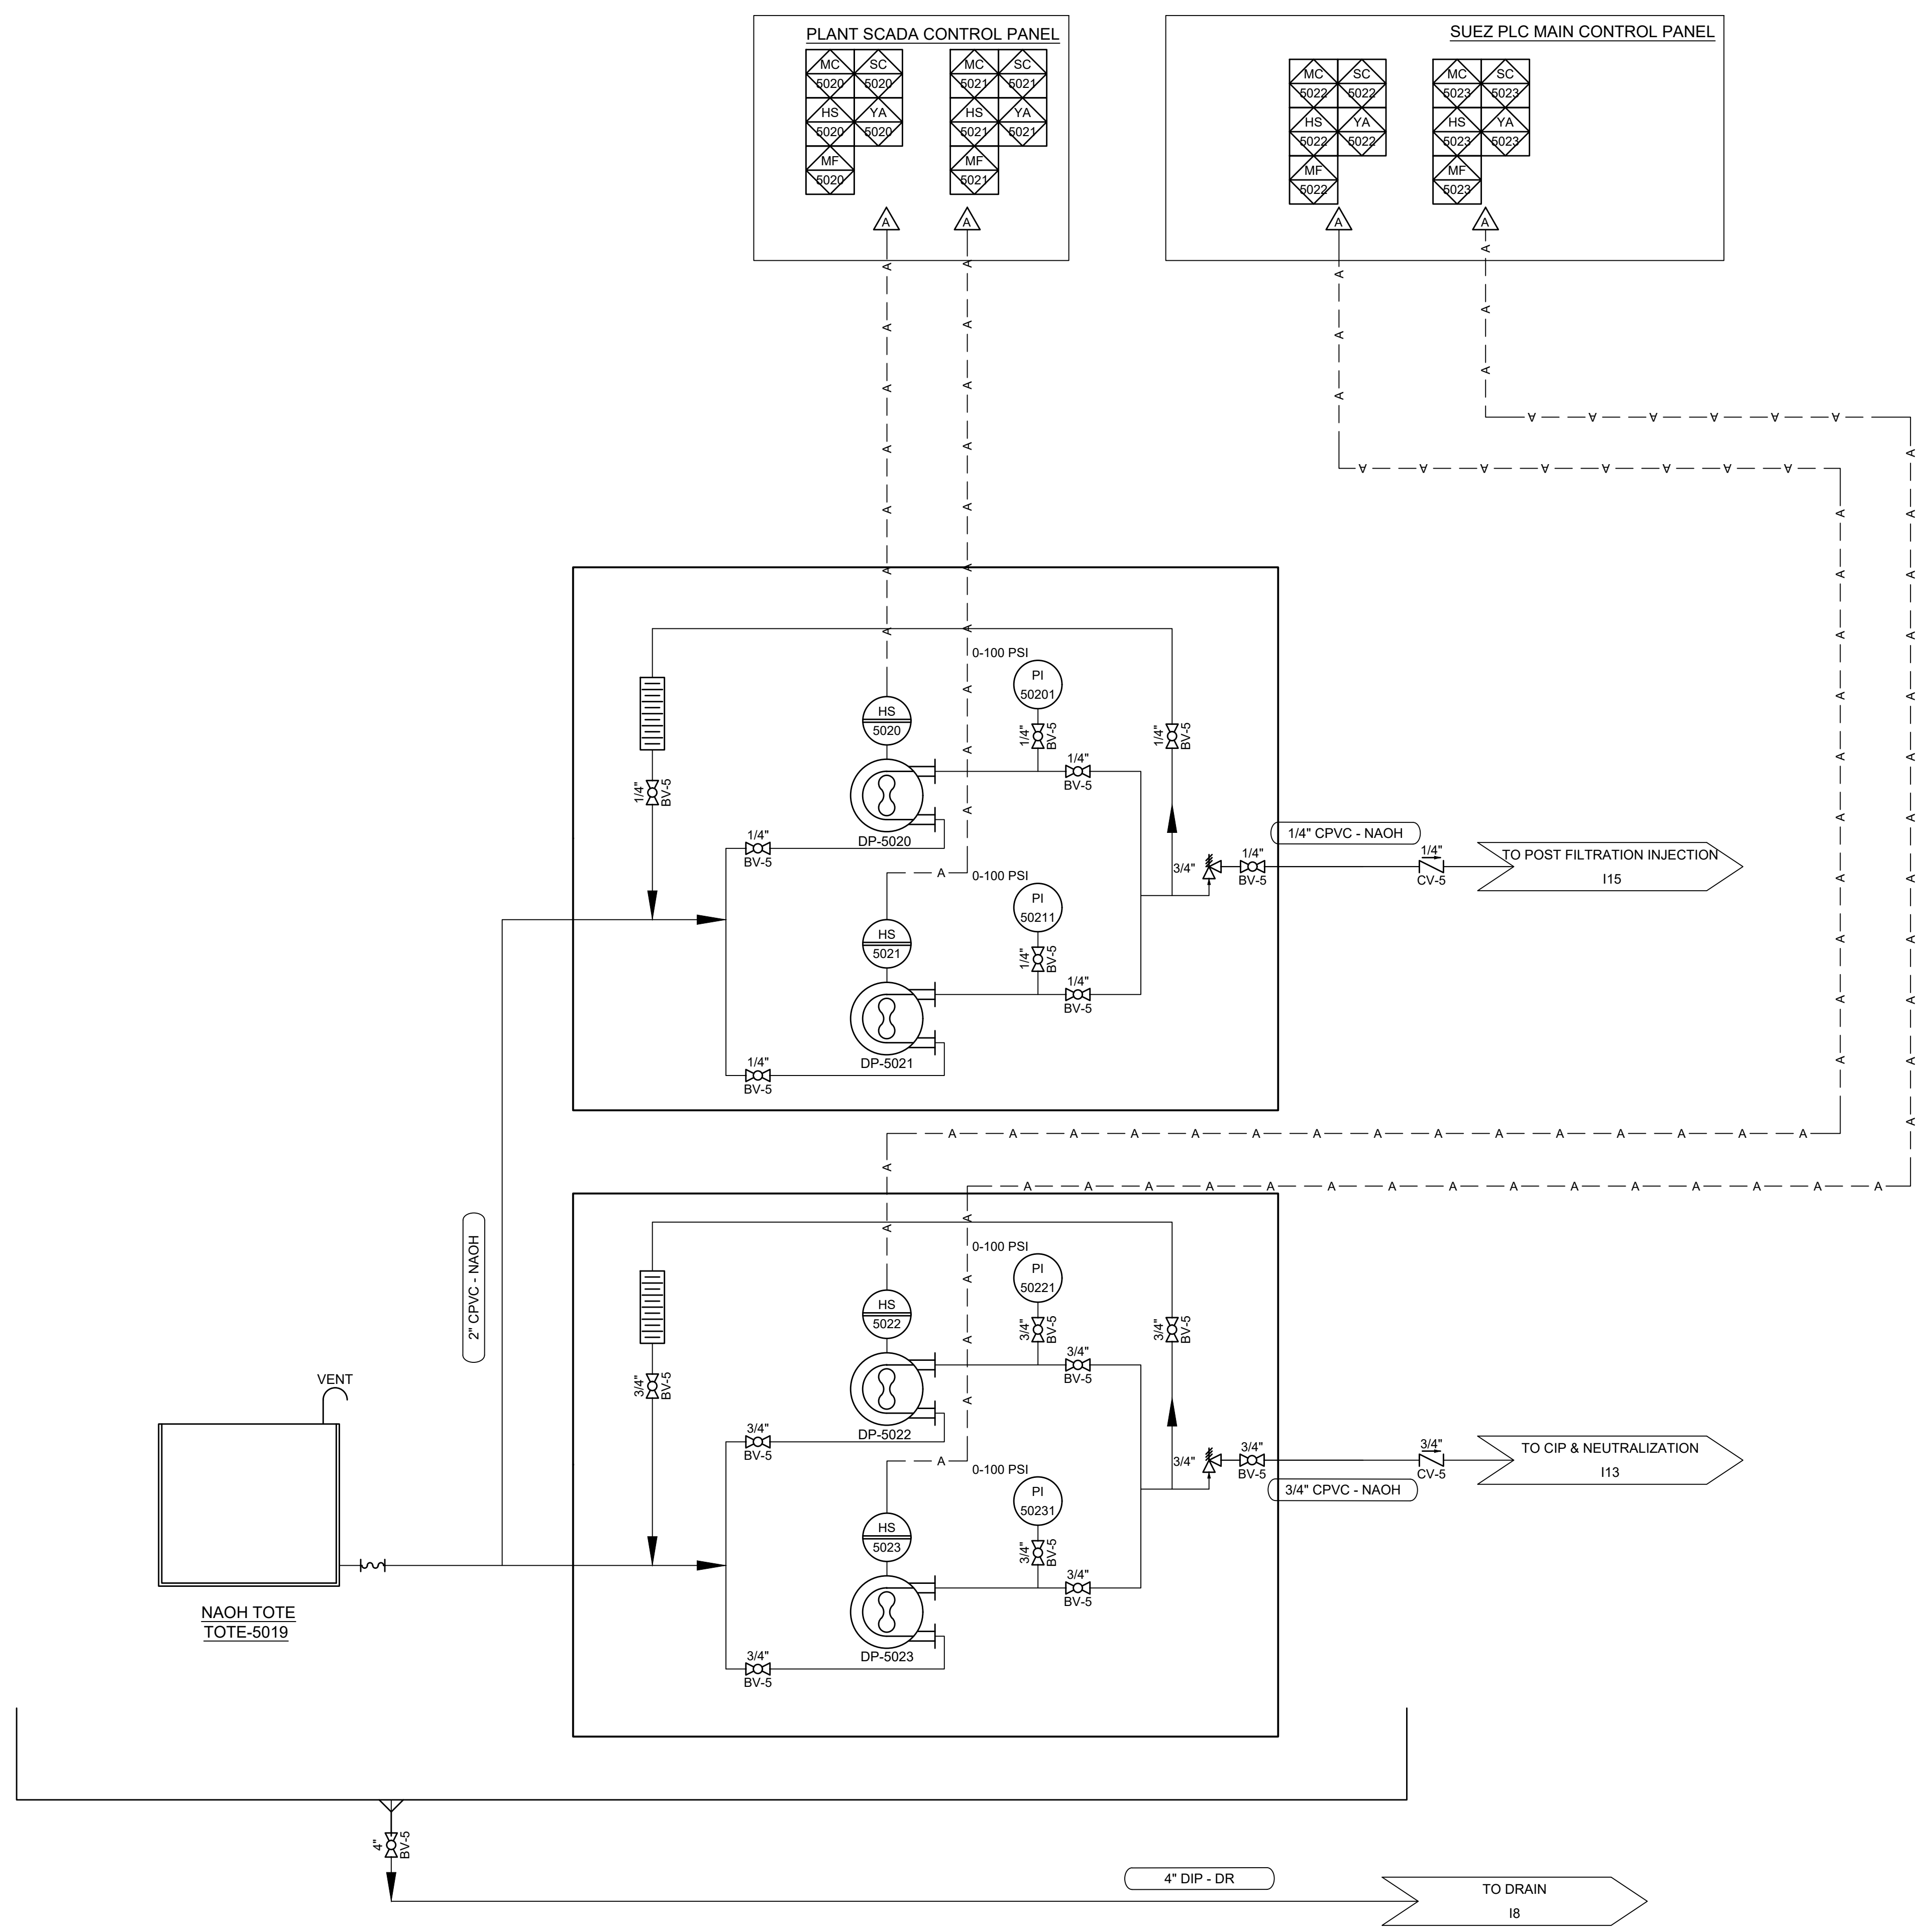 PLANT SCADA CONTROL PANEL
MC SC
5020 5020
HS YA
5020 5020
MF
5020
MC SC
5021 5021
HS YA
5021 5021
MF
5021
A A
SUEZ PLC MAIN CONTROL PANEL
MC SC
5022 5022
HS YA
5022 5022
MF
5022
MC SC
5023 5023
HS YA
5023 5023
MF
5023
A A
0-100 PSI
PI
50201
HS
5020
1/4"
BV-5
1/4"
BV-5
1/4"
BV-5
1/4"
BV-5
DP-5020
1/4"
BV-5
0-100 PSI
PI
50211
HS
5021
1/4"
BV-5
1/4"
BV-5
DP-5021
1/4"
BV-5
3/4"
1/4"
BV-5
1/4" CPVC - NAOH
1/4"
CV-5
TO POST FILTRATION INJECTION
I15
2" CPVC - NAOH
0-100 PSI
PI
50221
HS
5022
3/4"
BV-5
3/4"
BV-5
3/4"
BV-5
3/4"
BV-5
DP-5022
3/4"
BV-5
0-100 PSI
PI
50231
HS
5023
3/4"
BV-5
3/4"
BV-5
DP-5023
3/4"
BV-5
3/4"
3/4"
BV-5
3/4" CPVC - NAOH
3/4"
CV-5
TO CIP & NEUTRALIZATION
I13
VENT
NAOH TOTE
TOTE-5019
4"
BV-5
4" DIP - DR
TO DRAIN
I8